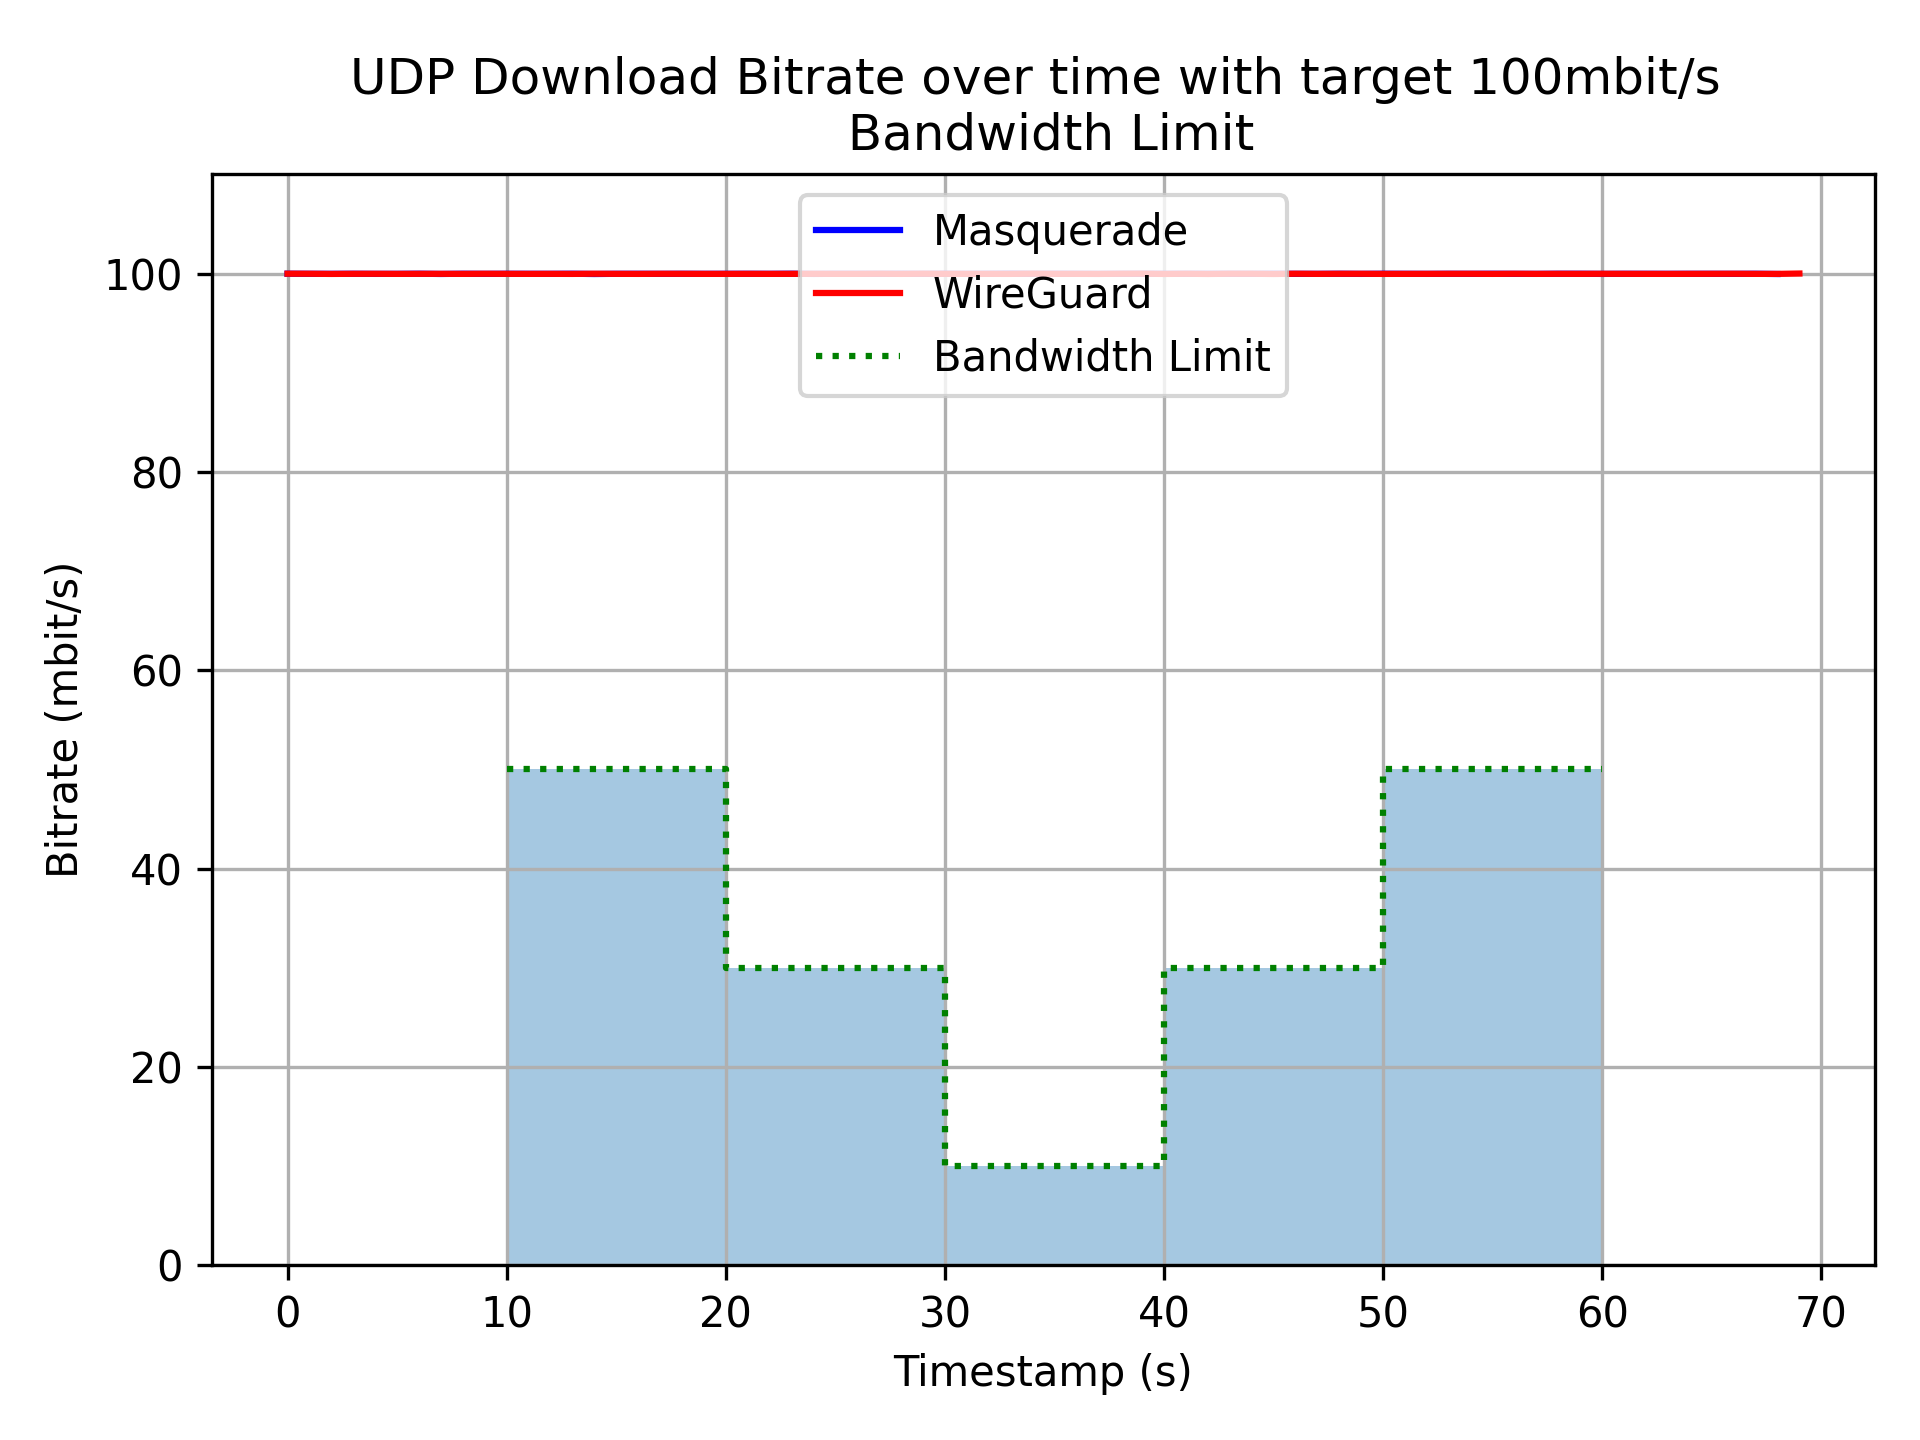 UDP Download Bitrate over time with target 100mbit/s
Bandwidth Limit
Masquerade
WireGuard
Bandwidth Limit
Bitrate (mbit/s)
100
80
60
40
20
0
0 10 20 30 40 50 60 70
Timestamp (s)